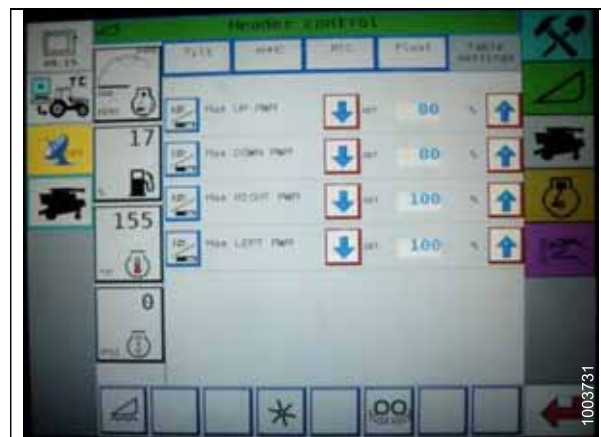 Header control
Tilt
AHHC
RTC
Float
Table settings
Max UP PWM
80
%
Max DOWN PWM
80
%
Max RIGHT PWM
100
%
Max LEFT PWM
100
%
TC
17
155
0
1003731